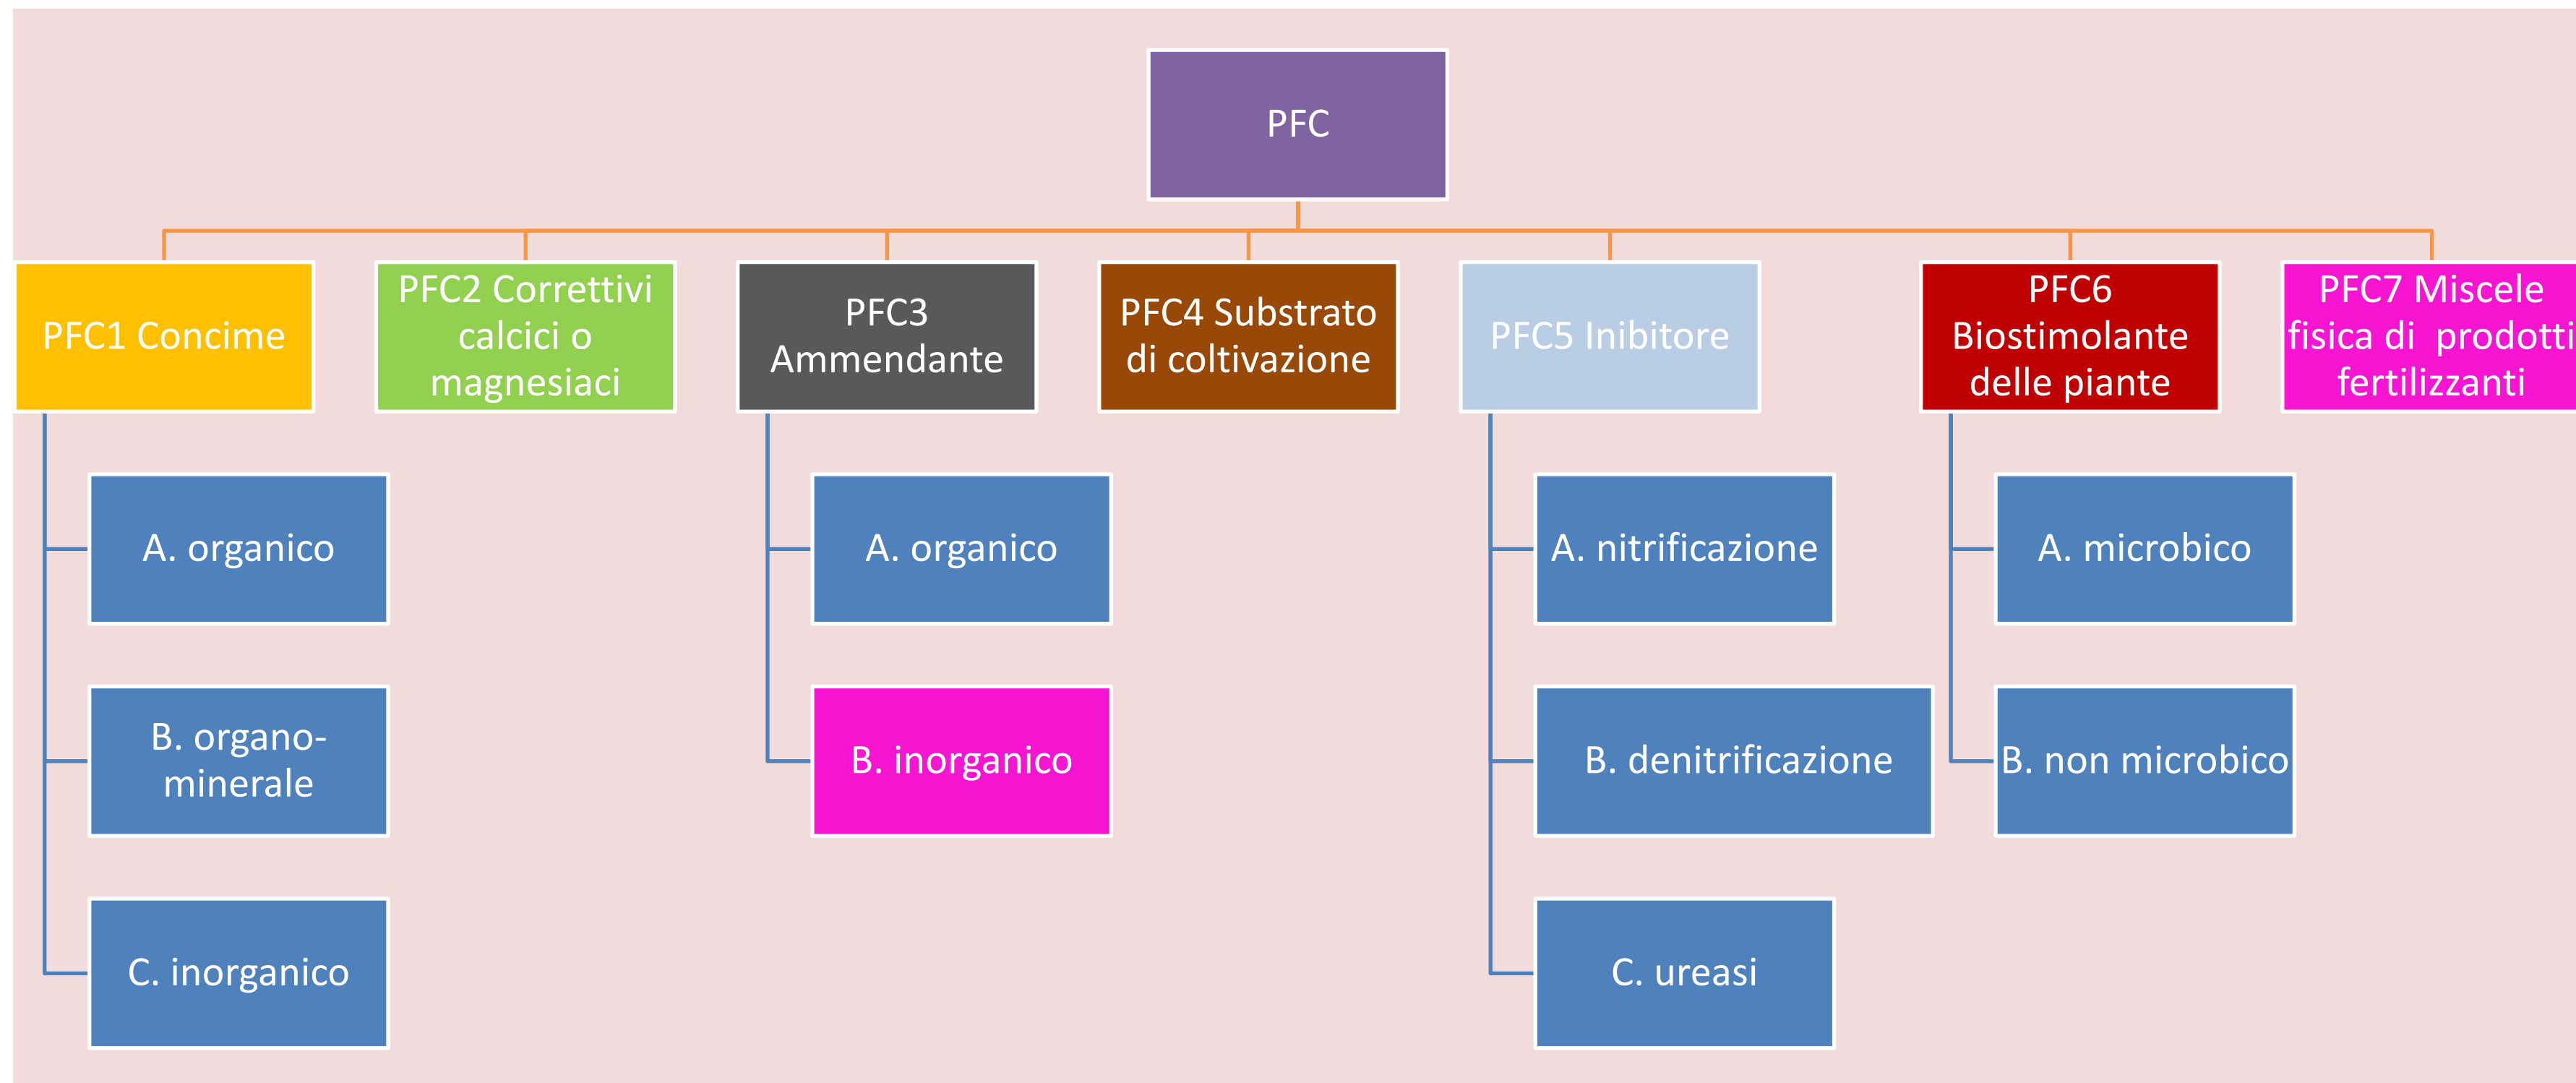 PFC
PFC1 Concime
PFC2 Correttivi
calcici o
magnesiaci
PFC3
Ammendante
PFC4 Substrato
di coltivazione
PFC5 Inibitore
PFC6
Biostimolante
delle piante
PFC7 Miscele
fisica di  prodotti
fertilizzanti
A. organico
B. organo-
minerale
C. inorganico
A. organico
B. inorganico
A. nitrificazione
B. denitrificazione
C. ureasi
A. microbico
B. non microbico